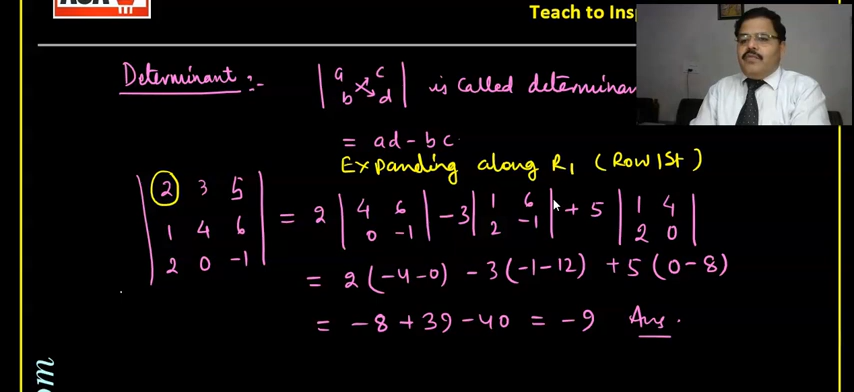 Teach to Insp
Determinant :- | a c | is called determinan
| b d |
= ad - bc.
Expanding along R₁ (Row 1st)
| 2 3 5 | = 2 | 4 6 | - 3 | 1 6 | + 5 | 1 4 |
| 1 4 6 | | 0 -1 | | 2 -1 | | 2 0 |
| 2 0 -1 |
= 2(-4-0) - 3(-1-12) + 5(0-8)
= -8 + 39 - 40 = -9 Ans.
om